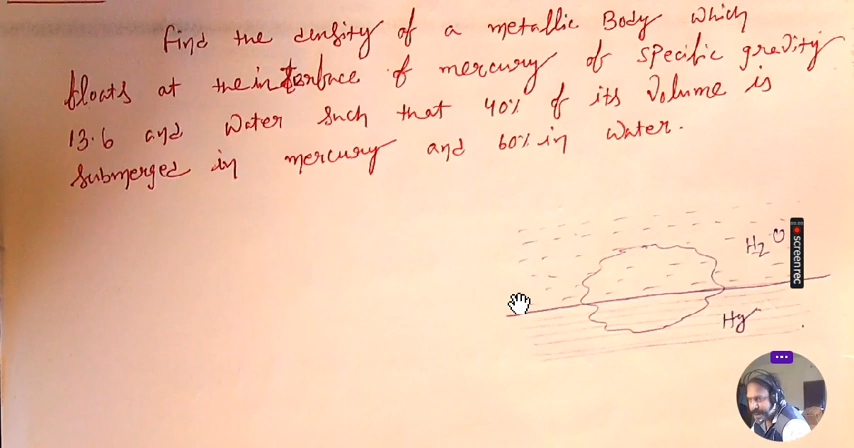 Find the density of a metallic Body which
floats at the interface of mercury of specific gravity
13.6 and Water such that 40% of its Volume is
submerged in mercury and 60% in Water.
H2O
Hg
screenrec